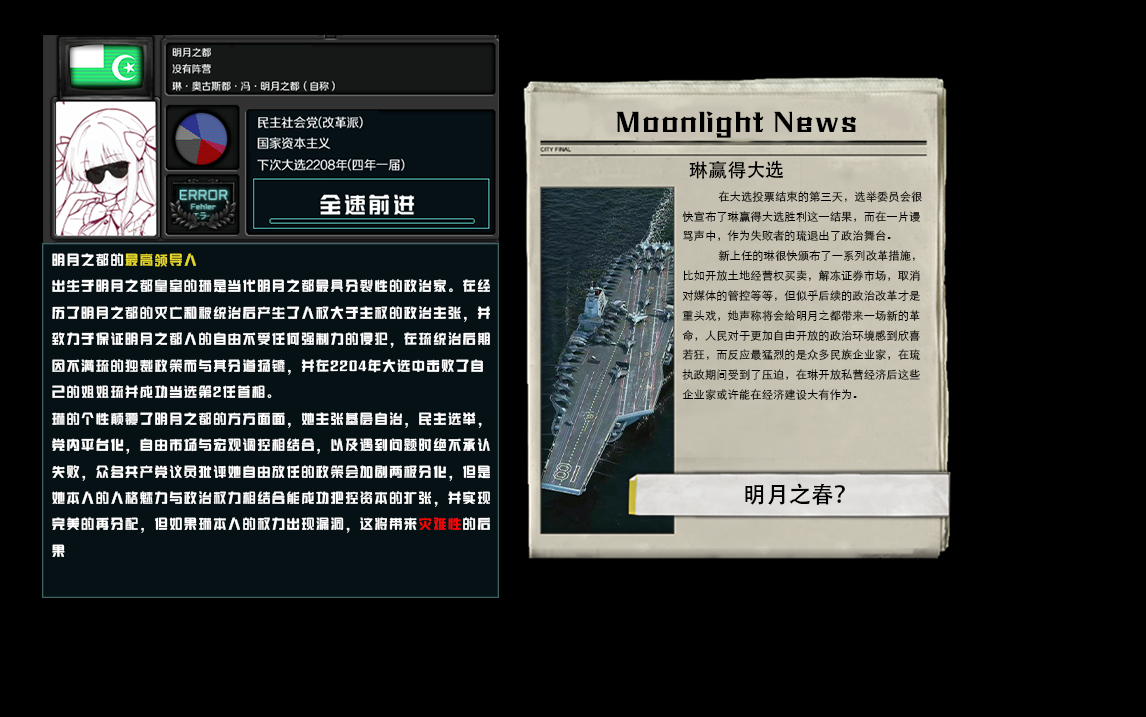 明月之都
没有阵营
琳·奥古斯都·冯·明月之都（自称）
民主社会党(改革派)
国家资本主义
下次大选2208年(四年一届)
ERROR
Fehler
エラー
全速前进
明月之都的最高领导人
出生于明月之都皇室的琳是当代明月之都最具分裂性的政治家。在经
历了明月之都的灭亡和被统治后产生了人权大于主权的政治主张，并
致力于保证明月之都人的自由不受任何强制力的侵犯，在琉统治后期
因不满琉的独裁政策而与其分道扬镳，并在2204年大选中击败了自
己的姐姐琉并成功当选第2任首相。
琳的个性颠覆了明月之都的方方面面，她主张基层自治，民主选举，
党内平台化，自由市场与宏观调控相结合，以及遇到问题时绝不承认
失败，众多共产党议员批评她自由放任的政策会加剧两极分化，但是
她本人的人格魅力与政治权力相结合能成功把控资本的扩张，并实现
完美的再分配，但如果琳本人的权力出现漏洞，这将带来灾难性的后
果
Moonlight News
CITY FINAL
琳赢得大选
在大选投票结束的第三天，选举委员会很
快宣布了琳赢得大选胜利这一结果，而在一片谩
骂声中，作为失败者的琉退出了政治舞台。
新上任的琳很快颁布了一系列改革措施，
比如开放土地经营权买卖，解冻证券市场，取消
对媒体的管控等等，但似乎后续的政治改革才是
重头戏，她声称将会给明月之都带来一场新的革
命，人民对于更加自由开放的政治环境感到欣喜
若狂，而反应最猛烈的是众多民族企业家，在琉
执政期间受到了压迫，在琳开放私营经济后这些
企业家或许能在经济建设大有作为。
81
明月之春？